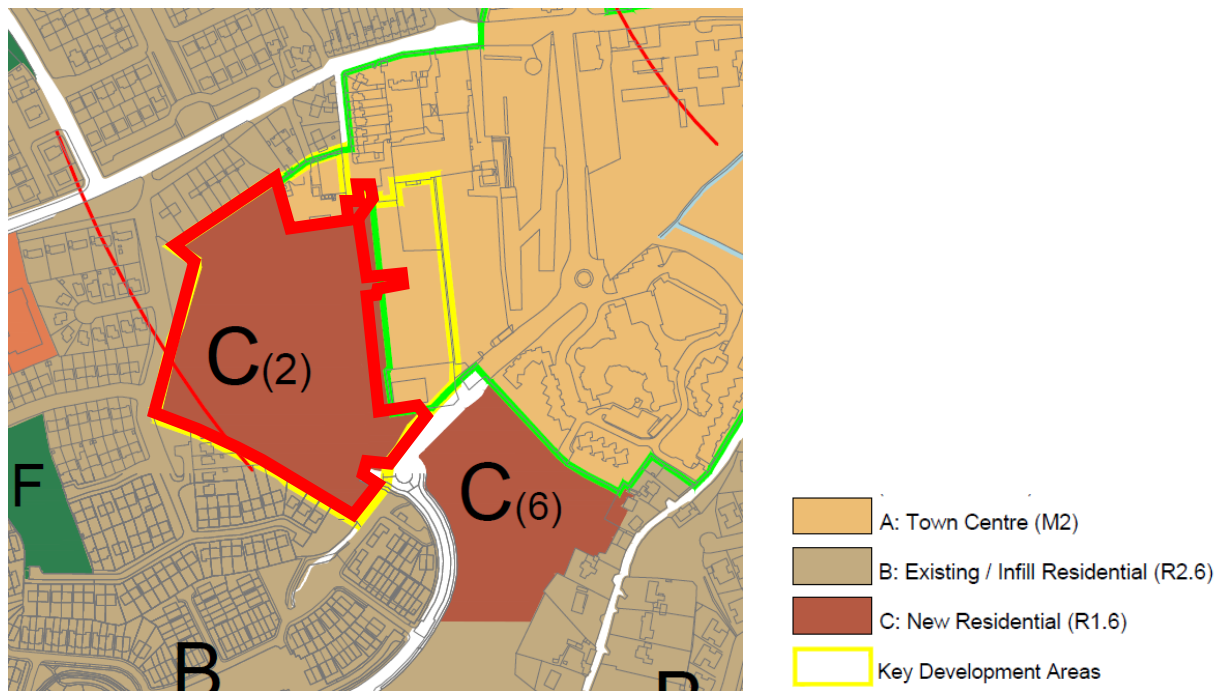 C(2)
C(6)
F
B
A: Town Centre (M2)
B: Existing / Infill Residential (R2.6)
C: New Residential (R1.6)
Key Development Areas